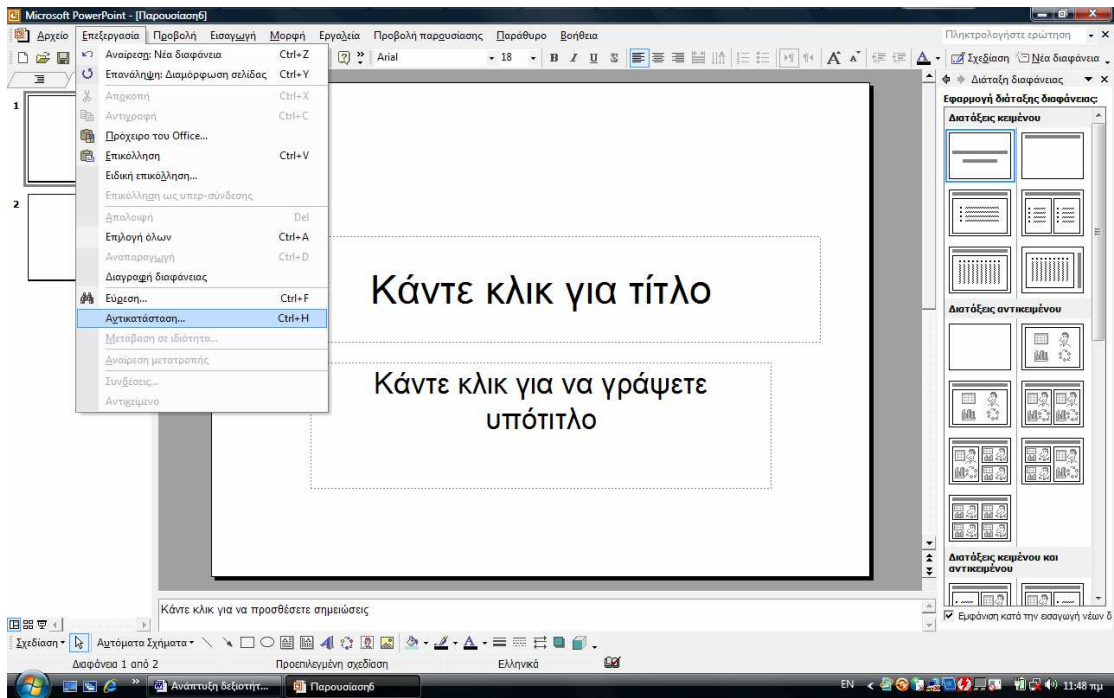 Microsoft PowerPoint - [Παρουσίαση6]
Αρχείο Επεξεργασία Προβολή Εισαγωγή Μορφή Εργαλεία Προβολή παρουσίασης Παράθυρο Βοήθεια
Πληκτρολογήστε ερώτηση
Arial 18 B I U S
Σχεδίαση Νέα διαφάνεια
Αναίρεση: Νέα διαφάνεια Ctrl+Z
Επανάληψη: Διαμόρφωση σελίδας Ctrl+Y
Αποκοπή Ctrl+X
Αντιγραφή Ctrl+C
Πρόχειρο του Office...
Επικόλληση Ctrl+V
Ειδική επικόλληση...
Επικόλληση ως υπερ-σύνδεσης
Απαλοιφή Del
Επιλογή όλων Ctrl+A
Αναπαραγωγή Ctrl+D
Διαγραφή διαφάνειας
Εύρεση... Ctrl+F
Αντικατάσταση... Ctrl+H
Μετάβαση σε ιδιότητα...
Αναίρεση μετατροπής
Συνδέσεις...
Αντικείμενο
1
2
Κάντε κλικ για τίτλο
Κάντε κλικ για να γράψετε
υπότιτλο
Κάντε κλικ για να προσθέσετε σημειώσεις
Διάταξη διαφάνειας
Εφαρμογή διάταξης διαφάνειας:
Διατάξεις κειμένου
Διατάξεις αντικειμένου
Διατάξεις κειμένου και
αντικειμένου
Εμφάνιση κατά την εισαγωγή νέων δ
Σχεδίαση Αυτόματα Σχήματα
Διαφάνεια 1 από 2 Προεπιλεγμένη σχεδίαση Ελληνικά
Ανάπτυξη δεξιοτήτ... Παρουσίαση6 EN 11:48 πμ